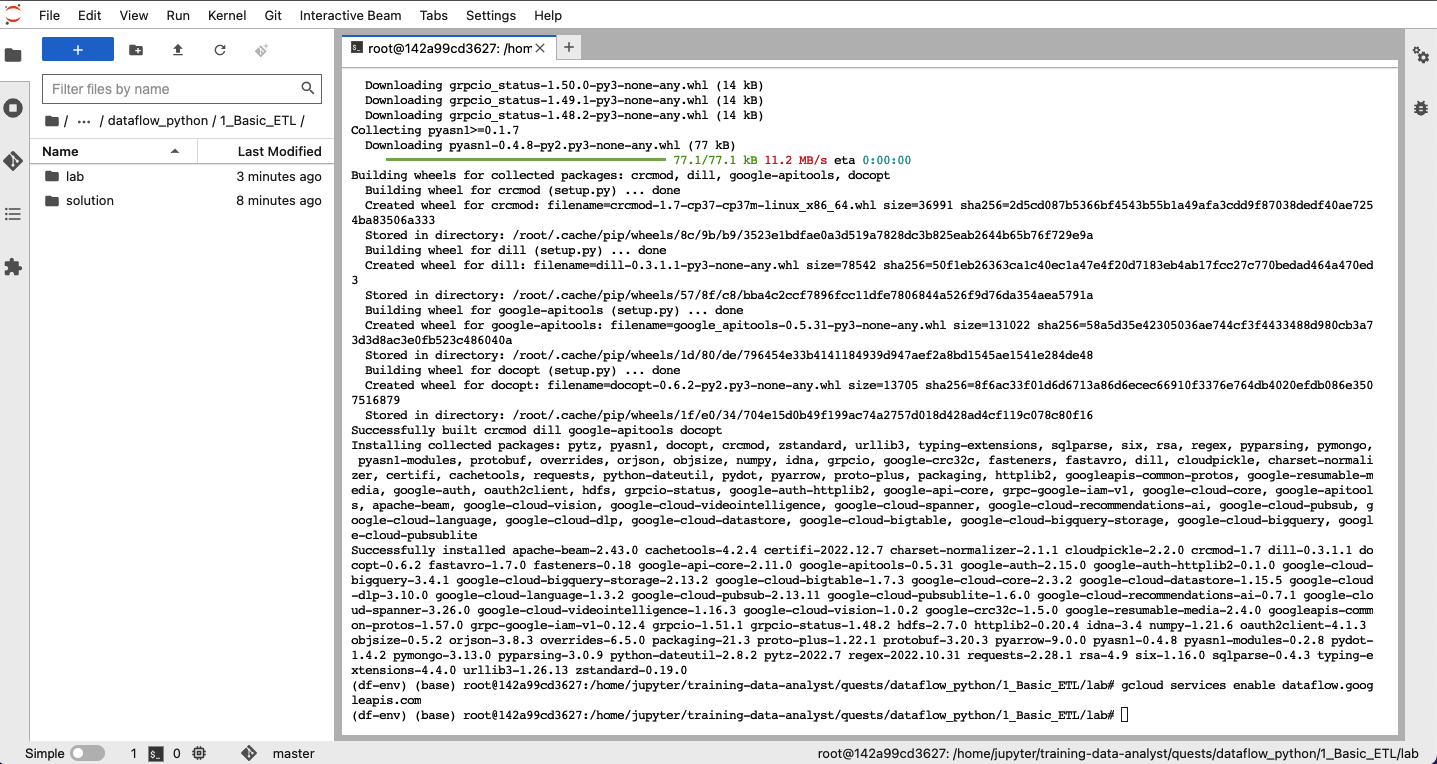 File Edit View Run Kernel Git Interactive Beam Tabs Settings Help
+
Filter files by name
/ ... / dataflow_python / 1_Basic_ETL /
Name Last Modified
lab 3 minutes ago
solution 8 minutes ago
root@142a99cd3627: /hom
Downloading grpcio_status-1.50.0-py3-none-any.whl (14 kB)
Downloading grpcio_status-1.49.1-py3-none-any.whl (14 kB)
Downloading grpcio_status-1.48.2-py3-none-any.whl (14 kB)
Collecting pyasn1>=0.1.7
Downloading pyasn1-0.4.8-py2.py3-none-any.whl (77 kB)
77.1/77.1 kB 11.2 MB/s eta 0:00:00
Building wheels for collected packages: crcmod, dill, google-apitools, docopt
Building wheel for crcmod (setup.py) ... done
Created wheel for crcmod: filename=crcmod-1.7-cp37-cp37m-linux_x86_64.whl size=36991 sha256=2d5cd087b5366bf4543b55b1a49afa3cdd9f87038dedf40ae725
4ba83506a333
Stored in directory: /root/.cache/pip/wheels/8c/9b/b9/3523e1bdfae0a3d519a7828dc3b825eab2644b65b76f729e9a
Building wheel for dill (setup.py) ... done
Created wheel for dill: filename=dill-0.3.1.1-py3-none-any.whl size=78542 sha256=50f1eb26363ca1c40ec1a47e4f20d7183eb4ab17fcc27c770bedad464a470ed
3
Stored in directory: /root/.cache/pip/wheels/57/8f/c8/bba4c2ccf7896fcc11dfe7806844a526f9d76da354aea5791a
Building wheel for google-apitools (setup.py) ... done
Created wheel for google-apitools: filename=google_apitools-0.5.31-py3-none-any.whl size=131022 sha256=58a5d35e42305036ae744cf3f4433488d980cb3a7
3d3d8ac3e0fb523c486040a
Stored in directory: /root/.cache/pip/wheels/1d/80/de/796454e33b4141184939d947aef2a8bd1545ae1541e284de48
Building wheel for docopt (setup.py) ... done
Created wheel for docopt: filename=docopt-0.6.2-py2.py3-none-any.whl size=13705 sha256=8f6ac33f01d6d6713a86d6ecec66910f3376e764db4020efdb086e350
7516879
Stored in directory: /root/.cache/pip/wheels/1f/e0/34/704e15d0b49f199ac74a2757d018d428ad4cf119c078c80f16
Successfully built crcmod dill google-apitools docopt
Installing collected packages: pytz, pyasn1, docopt, crcmod, zstandard, urllib3, typing-extensions, sqlparse, six, rsa, regex, pyparsing, pymongo,
pyasn1-modules, protobuf, overrides, orjson, objsize, numpy, idna, grpcio, google-crc32c, fasteners, fastavro, dill, cloudpickle, charset-normali
zer, certifi, cachetools, requests, python-dateutil, pydot, pyarrow, proto-plus, packaging, httplib2, googleapis-common-protos, google-resumable-m
edia, google-auth, oauth2client, hdfs, grpcio-status, google-auth-httplib2, google-api-core, grpc-google-iam-v1, google-cloud-core, google-apitool
s, apache-beam, google-cloud-vision, google-cloud-videointelligence, google-cloud-spanner, google-cloud-recommendations-ai, google-cloud-pubsub, g
oogle-cloud-language, google-cloud-dlp, google-cloud-datastore, google-cloud-bigtable, google-cloud-bigquery-storage, google-cloud-bigquery, googl
e-cloud-pubsublite
Successfully installed apache-beam-2.43.0 cachetools-4.2.4 certifi-2022.12.7 charset-normalizer-2.1.1 cloudpickle-2.2.0 crcmod-1.7 dill-0.3.1.1 do
copt-0.6.2 fastavro-1.7.0 fasteners-0.18 google-api-core-2.11.0 google-apitools-0.5.31 google-auth-2.15.0 google-auth-httplib2-0.1.0 google-cloud-
bigquery-3.4.1 google-cloud-bigquery-storage-2.13.2 google-cloud-bigtable-1.7.3 google-cloud-core-2.3.2 google-cloud-datastore-1.15.5 google-cloud
-dlp-3.10.0 google-cloud-language-1.3.2 google-cloud-pubsub-2.13.11 google-cloud-pubsublite-1.6.0 google-cloud-recommendations-ai-0.7.1 google-clo
ud-spanner-3.26.0 google-cloud-videointelligence-1.16.3 google-cloud-vision-1.0.2 google-crc32c-1.5.0 google-resumable-media-2.4.0 googleapis-comm
on-protos-1.57.0 grpc-google-iam-v1-0.12.4 grpcio-1.51.1 grpcio-status-1.48.2 hdfs-2.7.0 httplib2-0.20.4 idna-3.4 numpy-1.21.6 oauth2client-4.1.3
objsize-0.5.2 orjson-3.8.3 overrides-6.5.0 packaging-21.3 proto-plus-1.22.1 protobuf-3.20.3 pyarrow-9.0.0 pyasn1-0.4.8 pyasn1-modules-0.2.8 pydot-
1.4.2 pymongo-3.13.0 pyparsing-3.0.9 python-dateutil-2.8.2 pytz-2022.7 regex-2022.10.31 requests-2.28.1 rsa-4.9 six-1.16.0 sqlparse-0.4.3 typing-e
xtensions-4.4.0 urllib3-1.26.13 zstandard-0.19.0
(df-env) (base) root@142a99cd3627:/home/jupyter/training-data-analyst/quests/dataflow_python/1_Basic_ETL/lab# gcloud services enable dataflow.goog
leapis.com
(df-env) (base) root@142a99cd3627:/home/jupyter/training-data-analyst/quests/dataflow_python/1_Basic_ETL/lab#
Simple 1 0 master root@142a99cd3627: /home/jupyter/training-data-analyst/quests/dataflow_python/1_Basic_ETL/lab